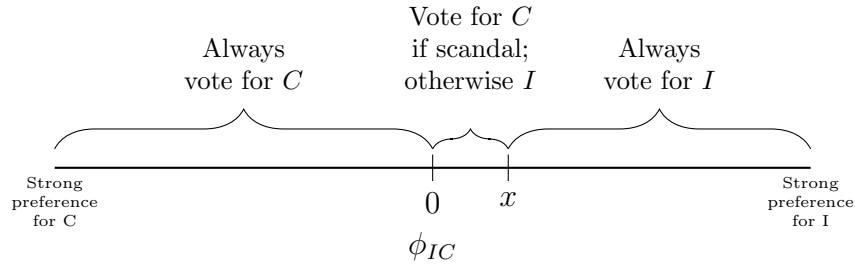 Vote for C
if scandal;
otherwise I
Always
vote for C
Always
vote for I
Strong
preference
for C
0
x
Strong
preference
for I
ϕ_IC